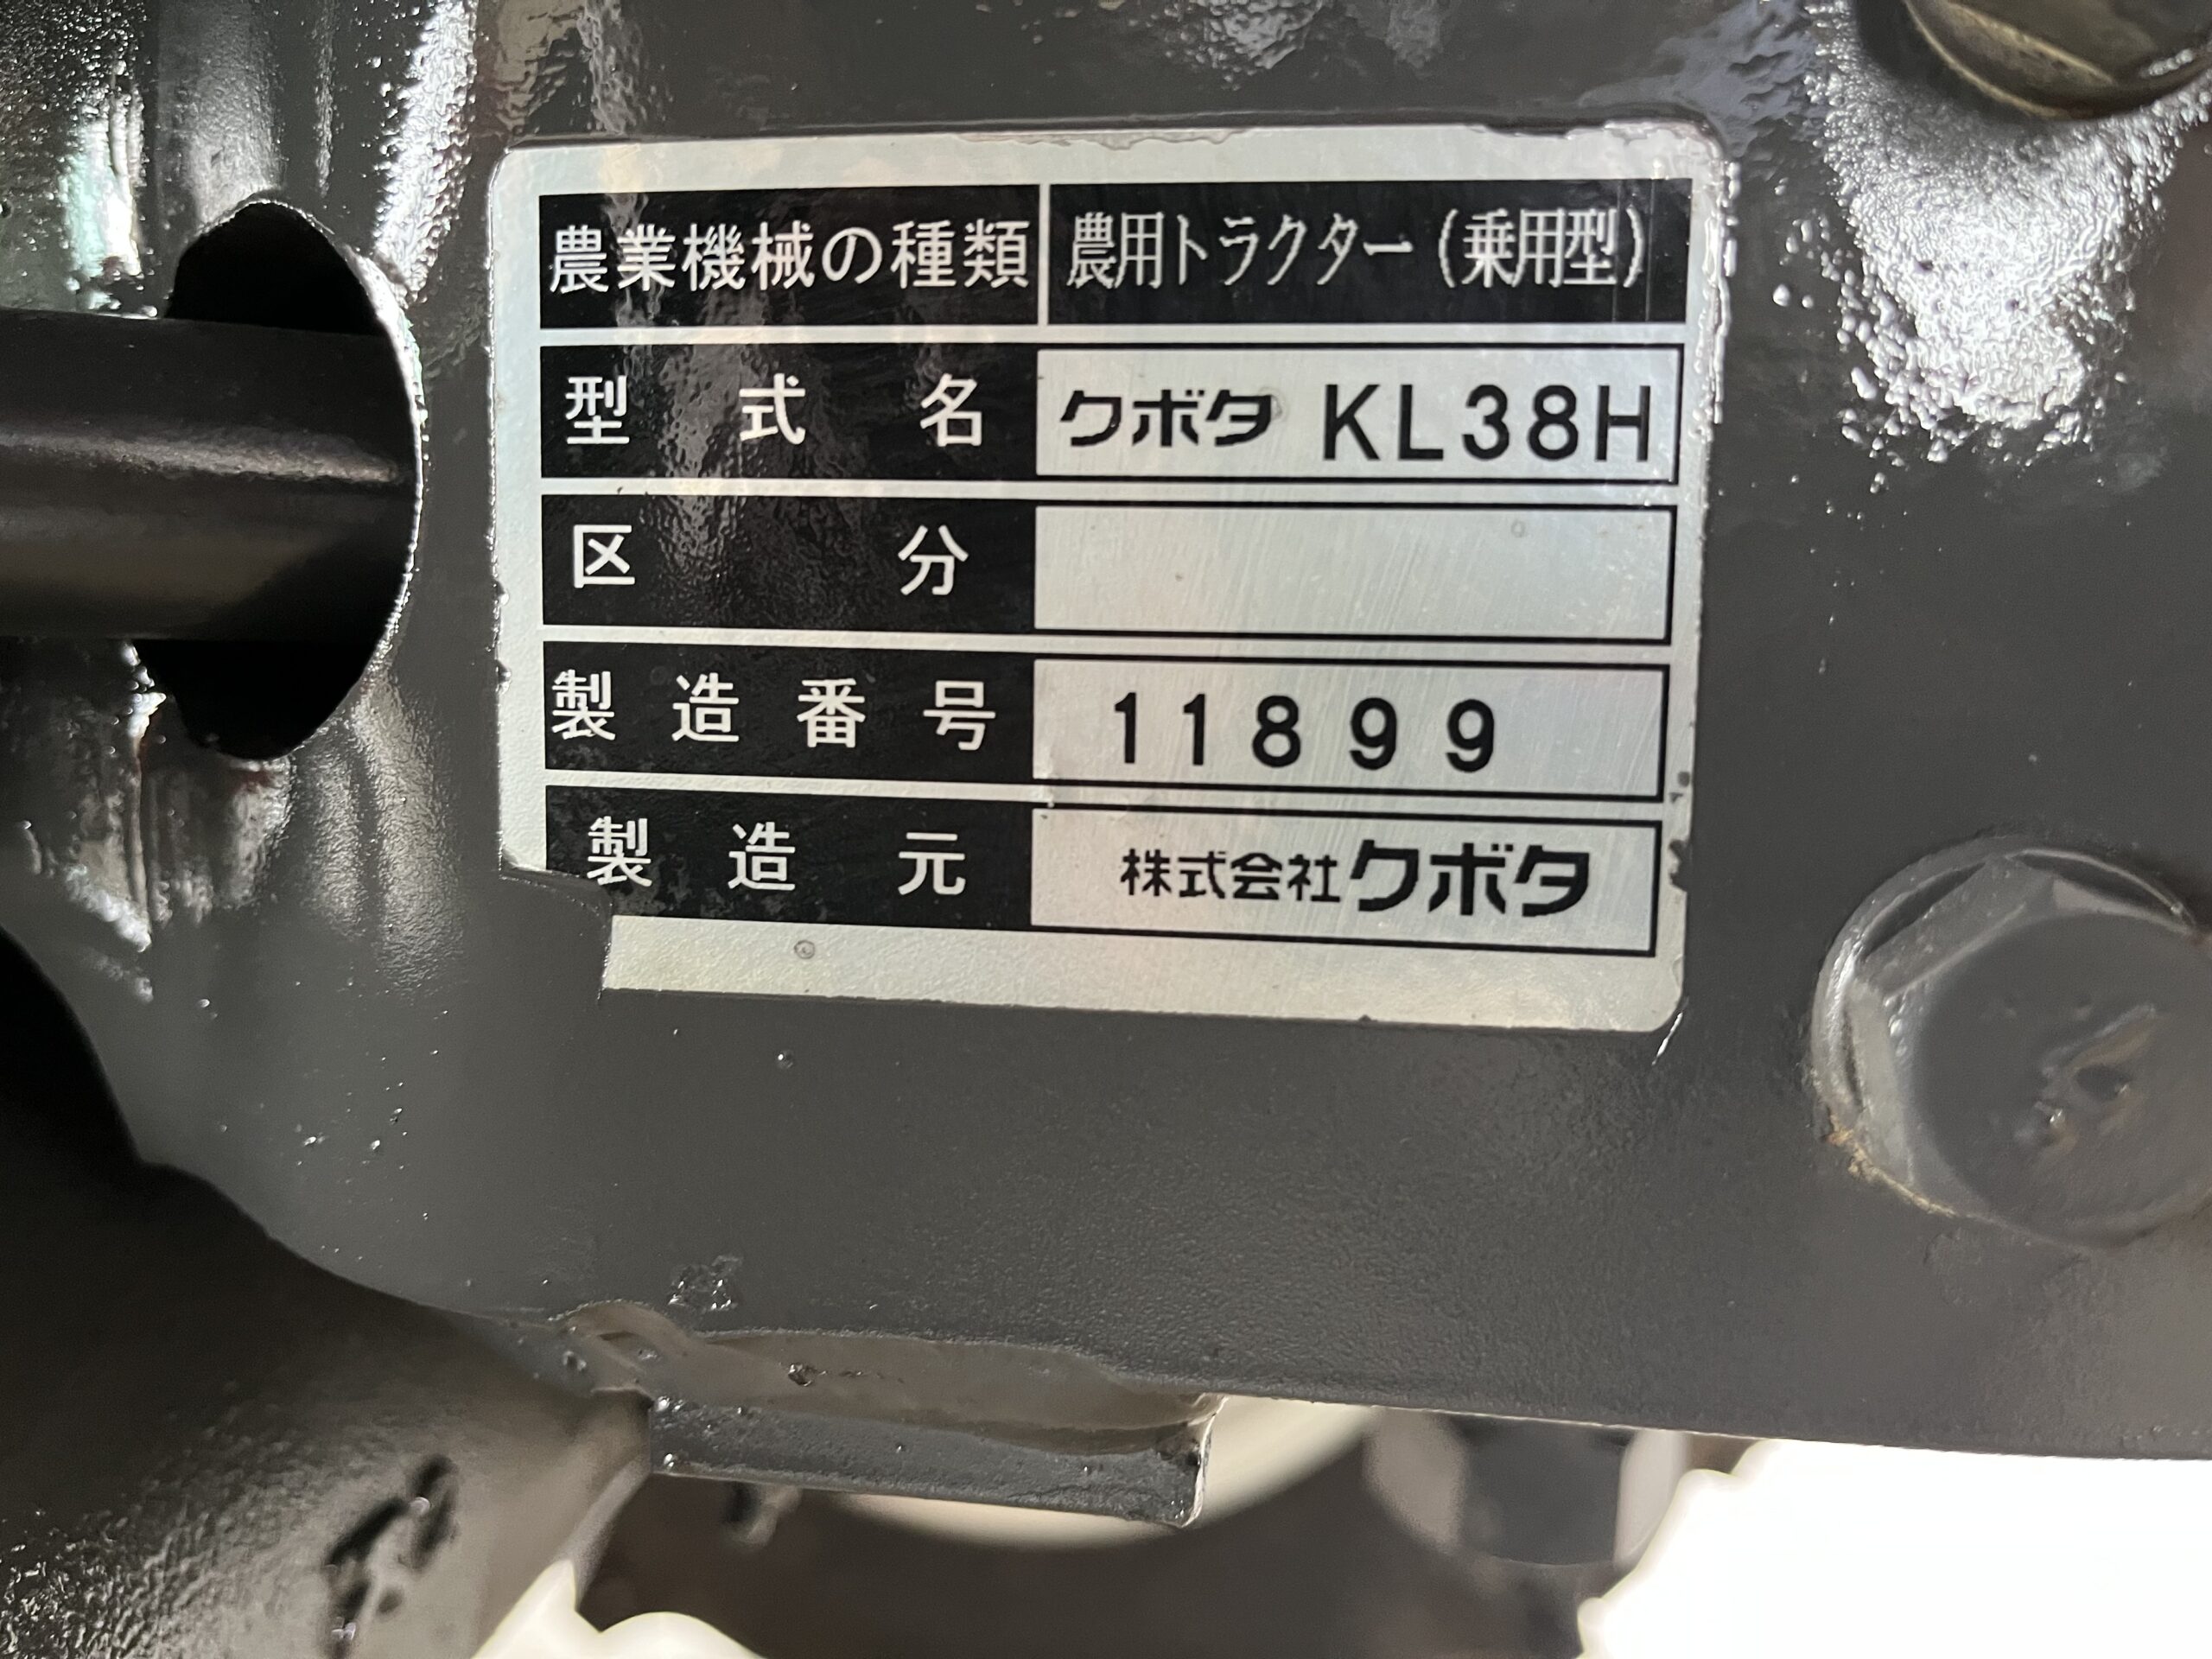 農業機械の種類 農用トラクター(乗用型)
型式名 クボタ KL38H
区分
製造番号 11899
製造元 株式会社クボタ